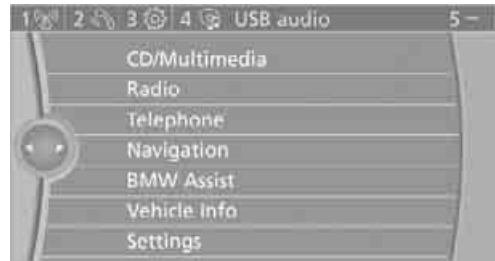 1 2 3 4 USB audio 5 –
CD/Multimedia
Radio
Telephone
Navigation
BMW Assist
Vehicle Info
Settings